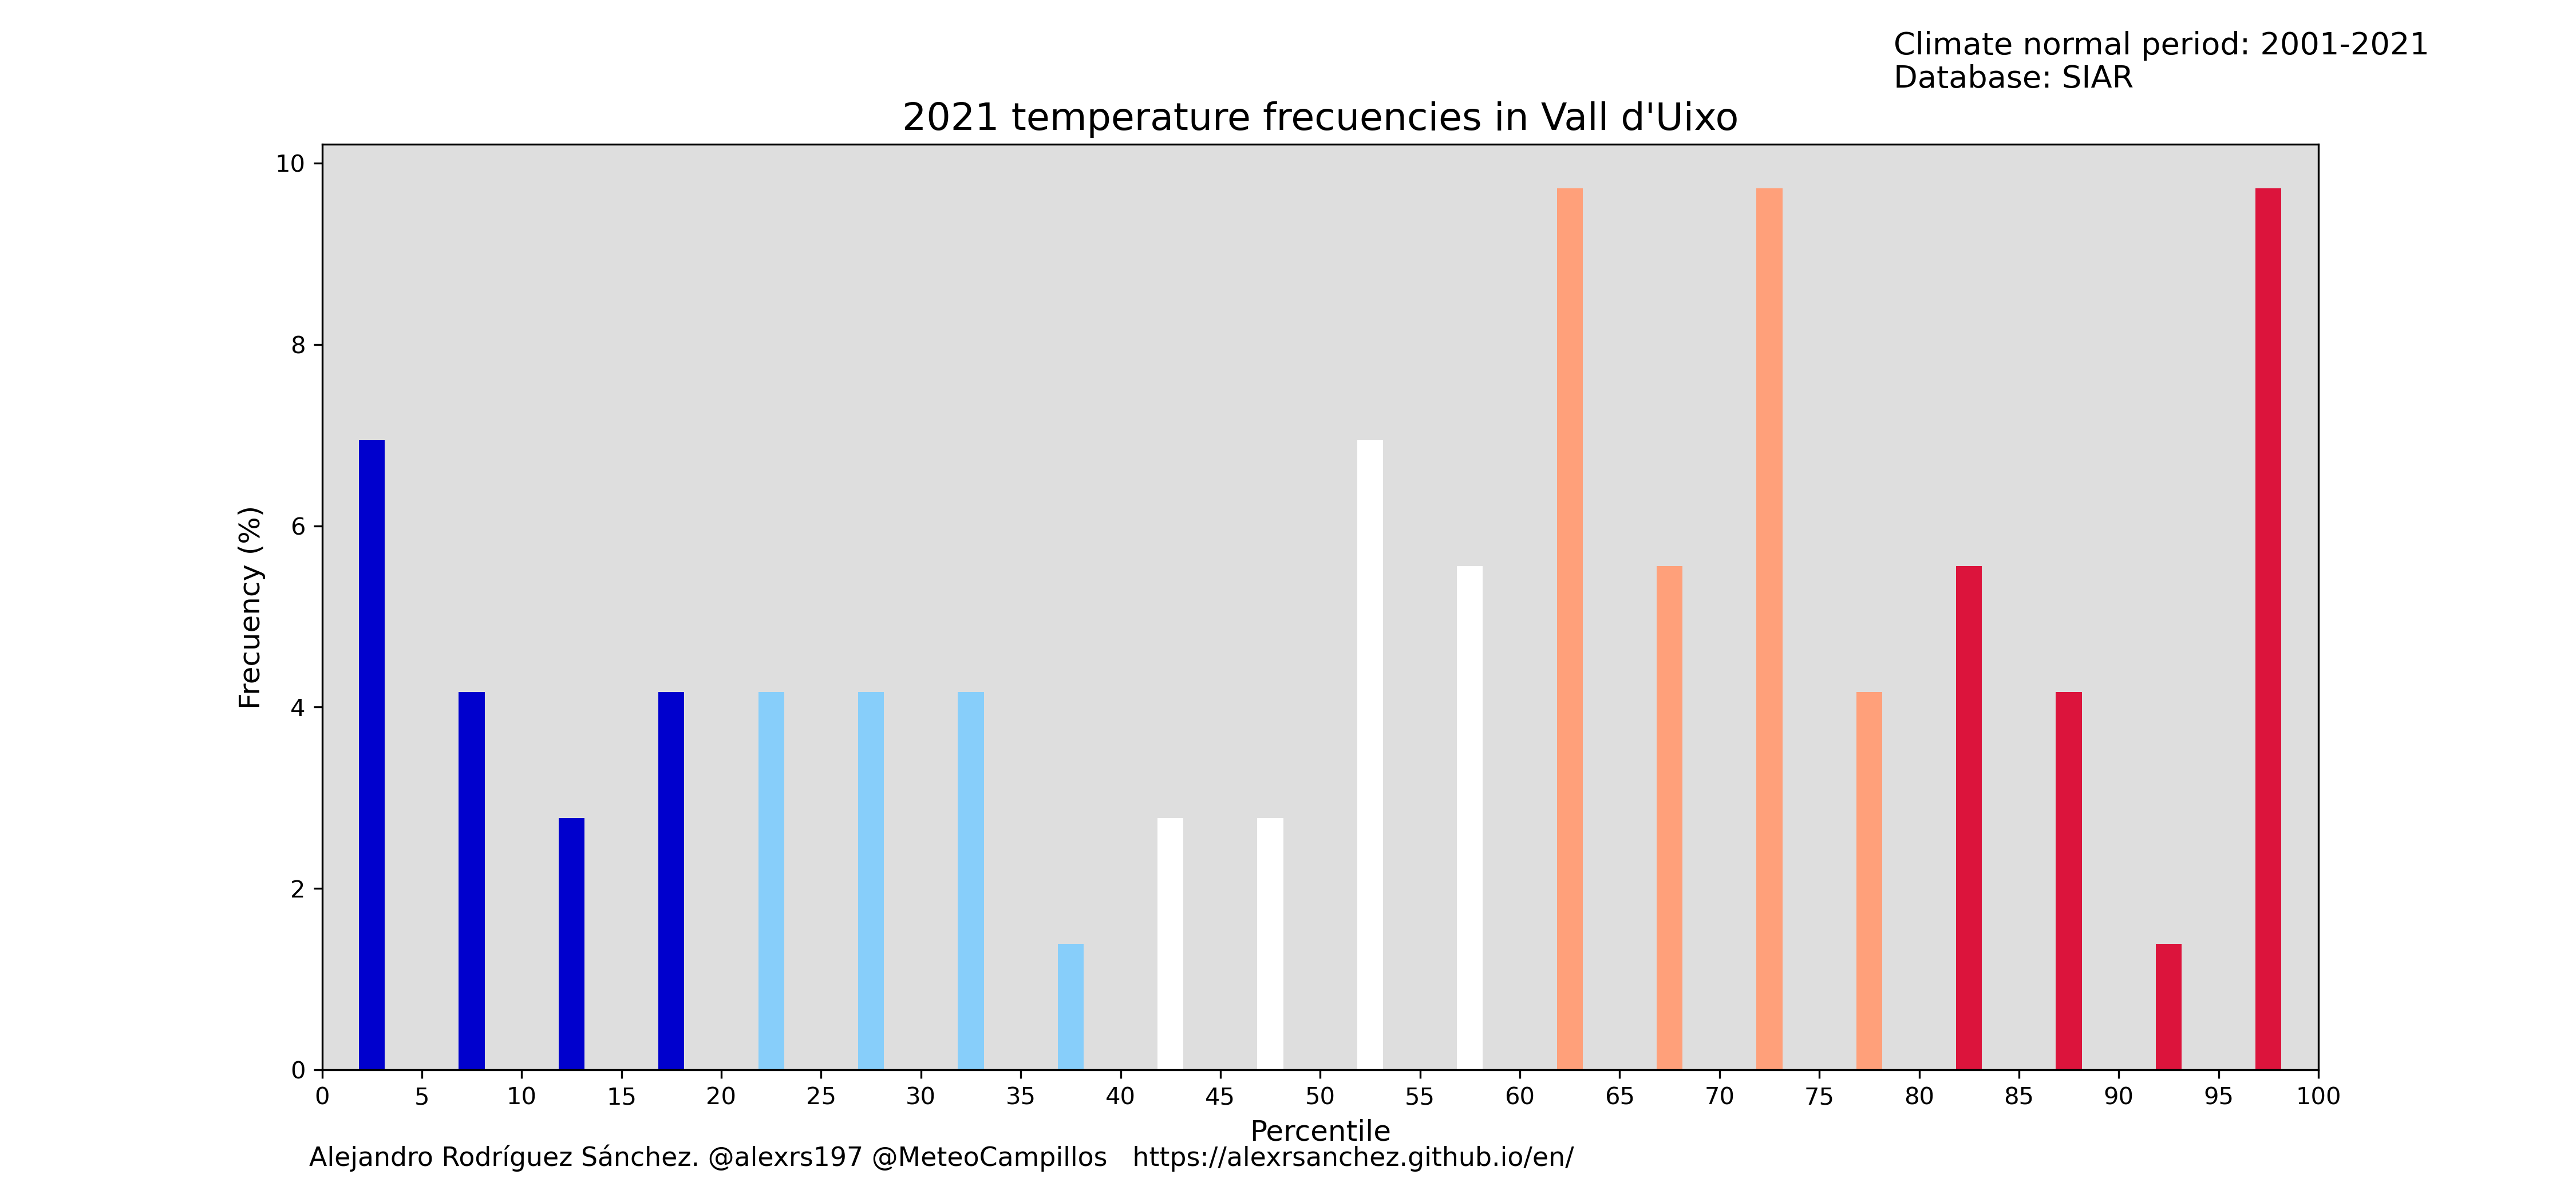 Climate normal period: 2001-2021
Database: SIAR
2021 temperature frecuencies in Vall d'Uixo
10
8
6
4
2
0
Frecuency (%)
0 5 10 15 20 25 30 35 40 45 50 55 60 65 70 75 80 85 90 95 100
Percentile
Alejandro Rodríguez Sánchez. @alexrs197 @MeteoCampillos https://alexrsanchez.github.io/en/